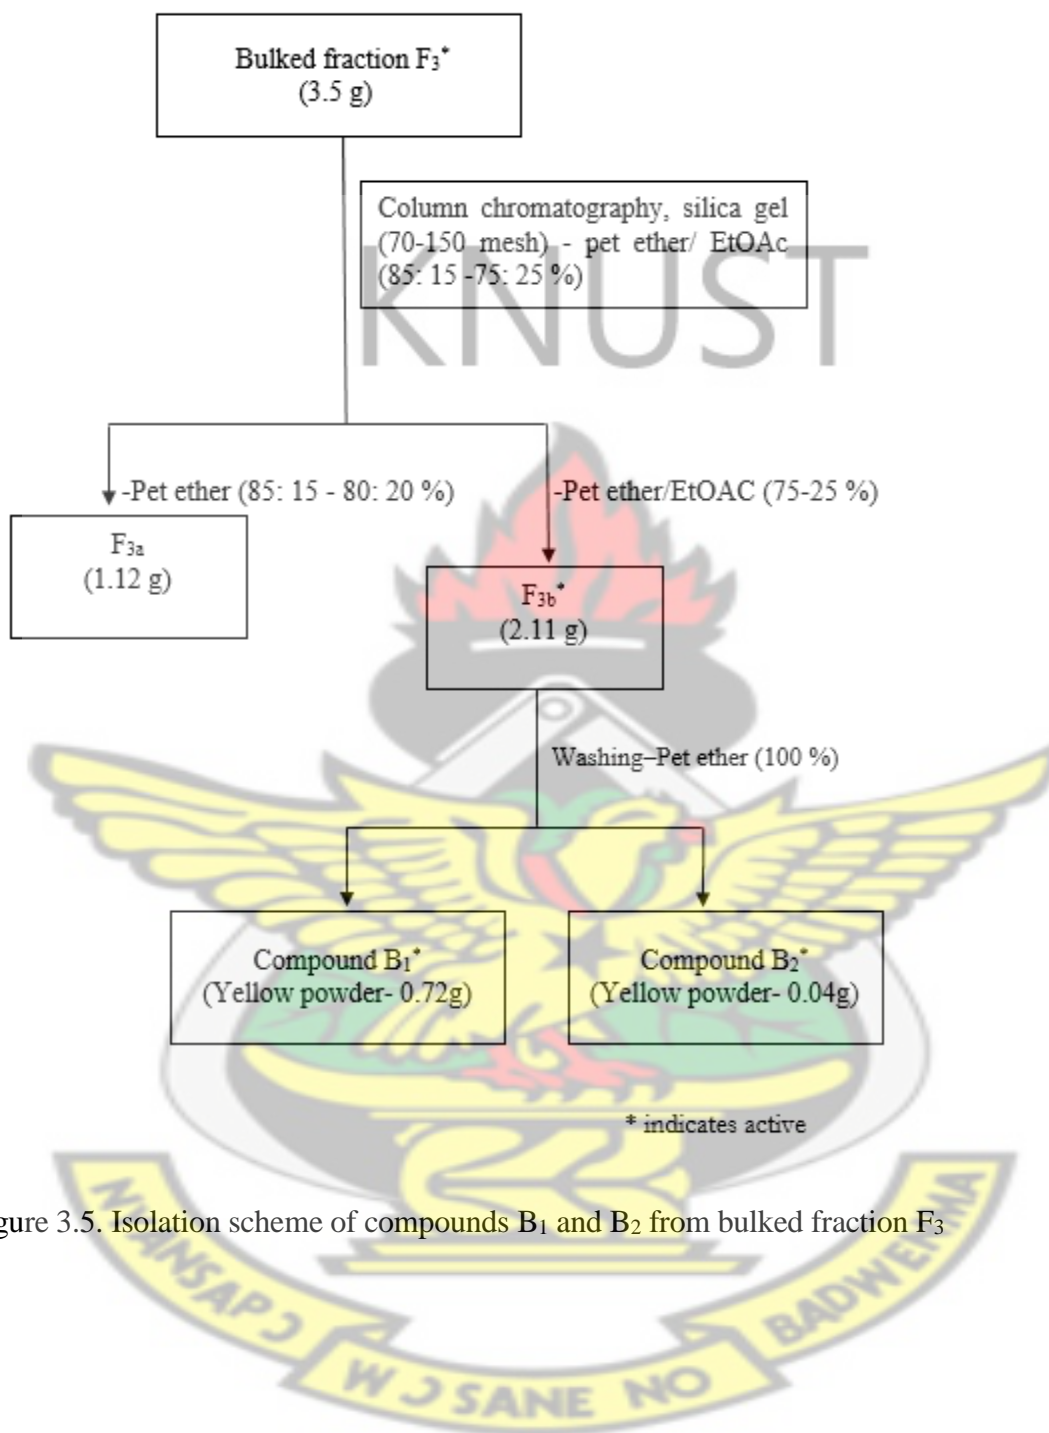 Bulked fraction F₃*
(3.5 g)
Column chromatography, silica gel
(70-150 mesh) - pet ether/ EtOAc
(85: 15 -75: 25 %)
KNUST
-Pet ether (85: 15 - 80: 20 %)
-Pet ether/EtOAC (75-25 %)
F₃ₐ
(1.12 g)
F₃b*
(2.11 g)
Washing–Pet ether (100 %)
Compound B₁*
(Yellow powder- 0.72g)
Compound B₂*
(Yellow powder- 0.04g)
* indicates active
gure 3.5. Isolation scheme of compounds B₁ and B₂ from bulked fraction F₃
NYANSAPƆ
WƆSANE NO
BADWENMA